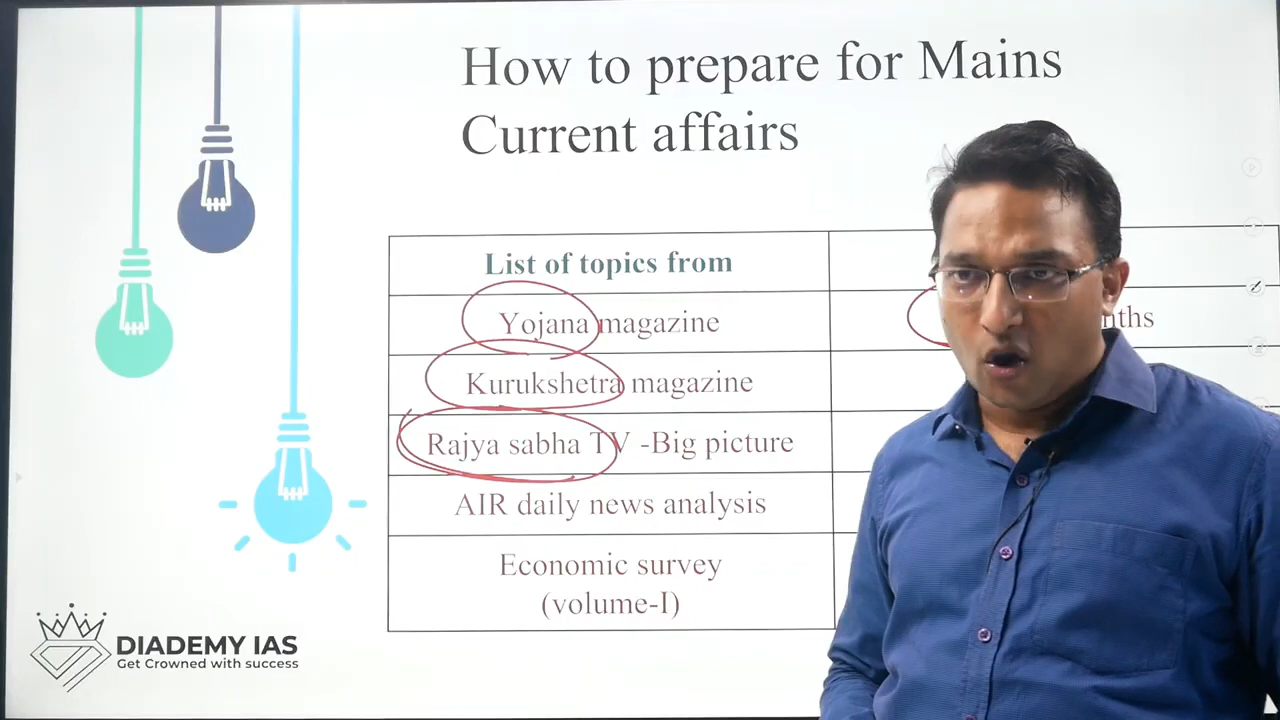 How to prepare for Mains
Current affairs
List of topics from
Yojana magazine
Kurukshetra magazine
Rajya sabha TV -Big picture
AIR daily news analysis
Economic survey
(volume-I)
DIADEMY IAS
Get Crowned with success